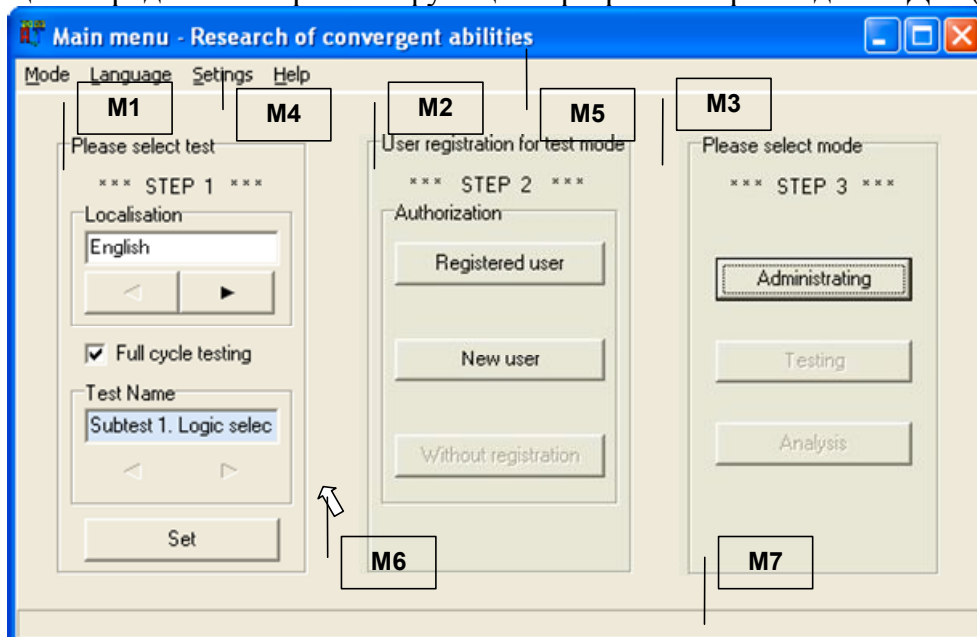 Main menu - Research of convergent abilities
Mode Language Setings Help
M1
M4
M2
M5
M3
Please select test
*** STEP 1 ***
Localisation
English
Full cycle testing
Test Name
Subtest 1. Logic selec
Set
User registration for test mode
*** STEP 2 ***
Authorization
Registered user
New user
Without registration
Please select mode
*** STEP 3 ***
Administrating
Testing
Analysis
M6
M7